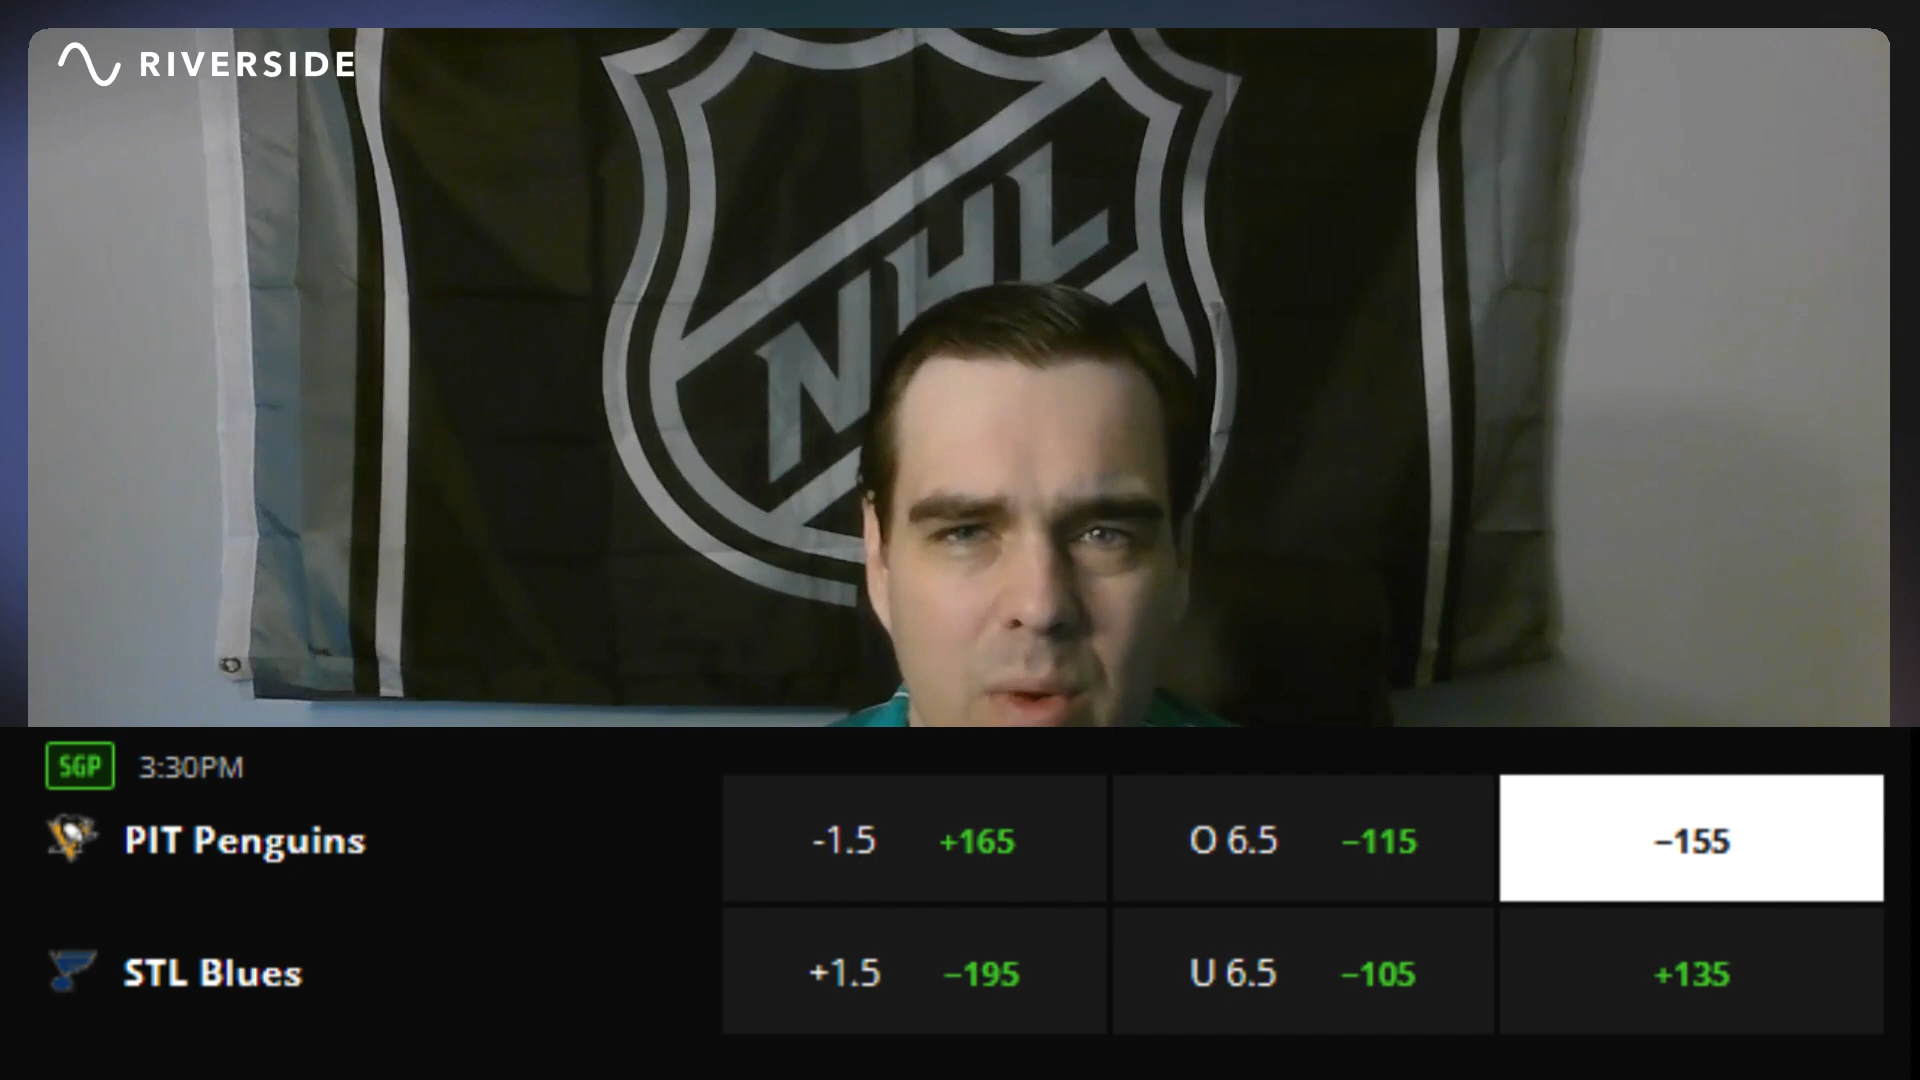 RIVERSIDE
NHL
SGP 3:30PM
PIT Penguins -1.5 +165 O 6.5 −115 −155
STL Blues +1.5 −195 U 6.5 −105 +135